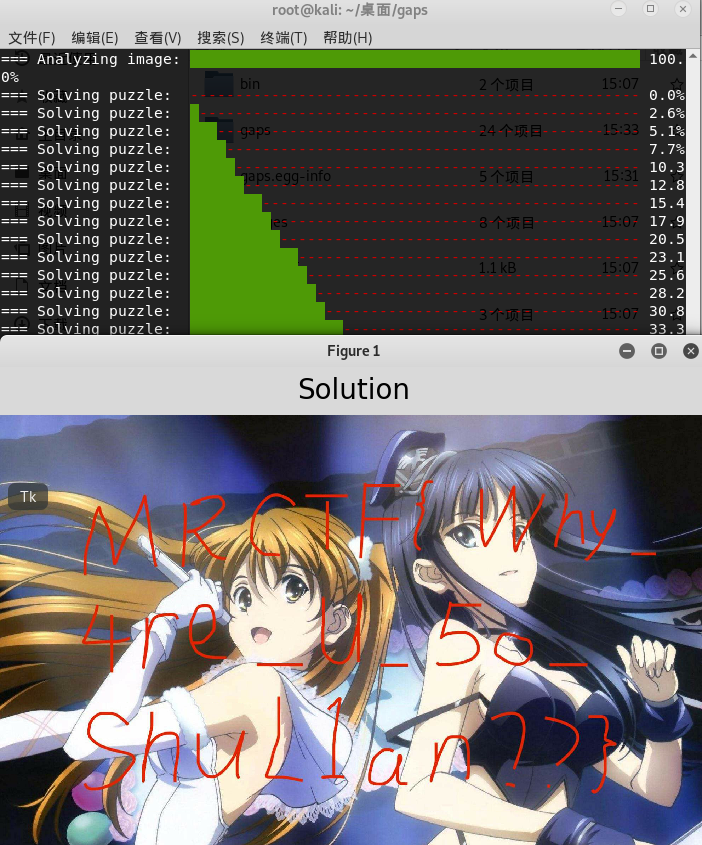 root@kali: ~/桌面/gaps
文件(F) 编辑(E) 查看(V) 搜索(S) 终端(T) 帮助(H)
=== Analyzing image: 100.
0%
bin 2 个项目 15:07
=== Solving puzzle: 0.0%
=== Solving puzzle: 2.6%
=== Solving puzzle: 5.1%
gaps 24 个项目 15:33
=== Solving puzzle: 7.7%
=== Solving puzzle: 10.3
gaps.egg-info 5 个项目 15:31
=== Solving puzzle: 12.8
=== Solving puzzle: 15.4
=== Solving puzzle: 17.9
es 8 个项目 15:07
=== Solving puzzle: 20.5
=== Solving puzzle: 23.1
1.1 kB 15:07
=== Solving puzzle: 25.6
=== Solving puzzle: 28.2
=== Solving puzzle: 30.8
3 个项目 15:07
=== Solving puzzle: 33.3
Figure 1
Solution
Tk
MRCTF{Why_
4re_U_5o_
ShuL1an??}